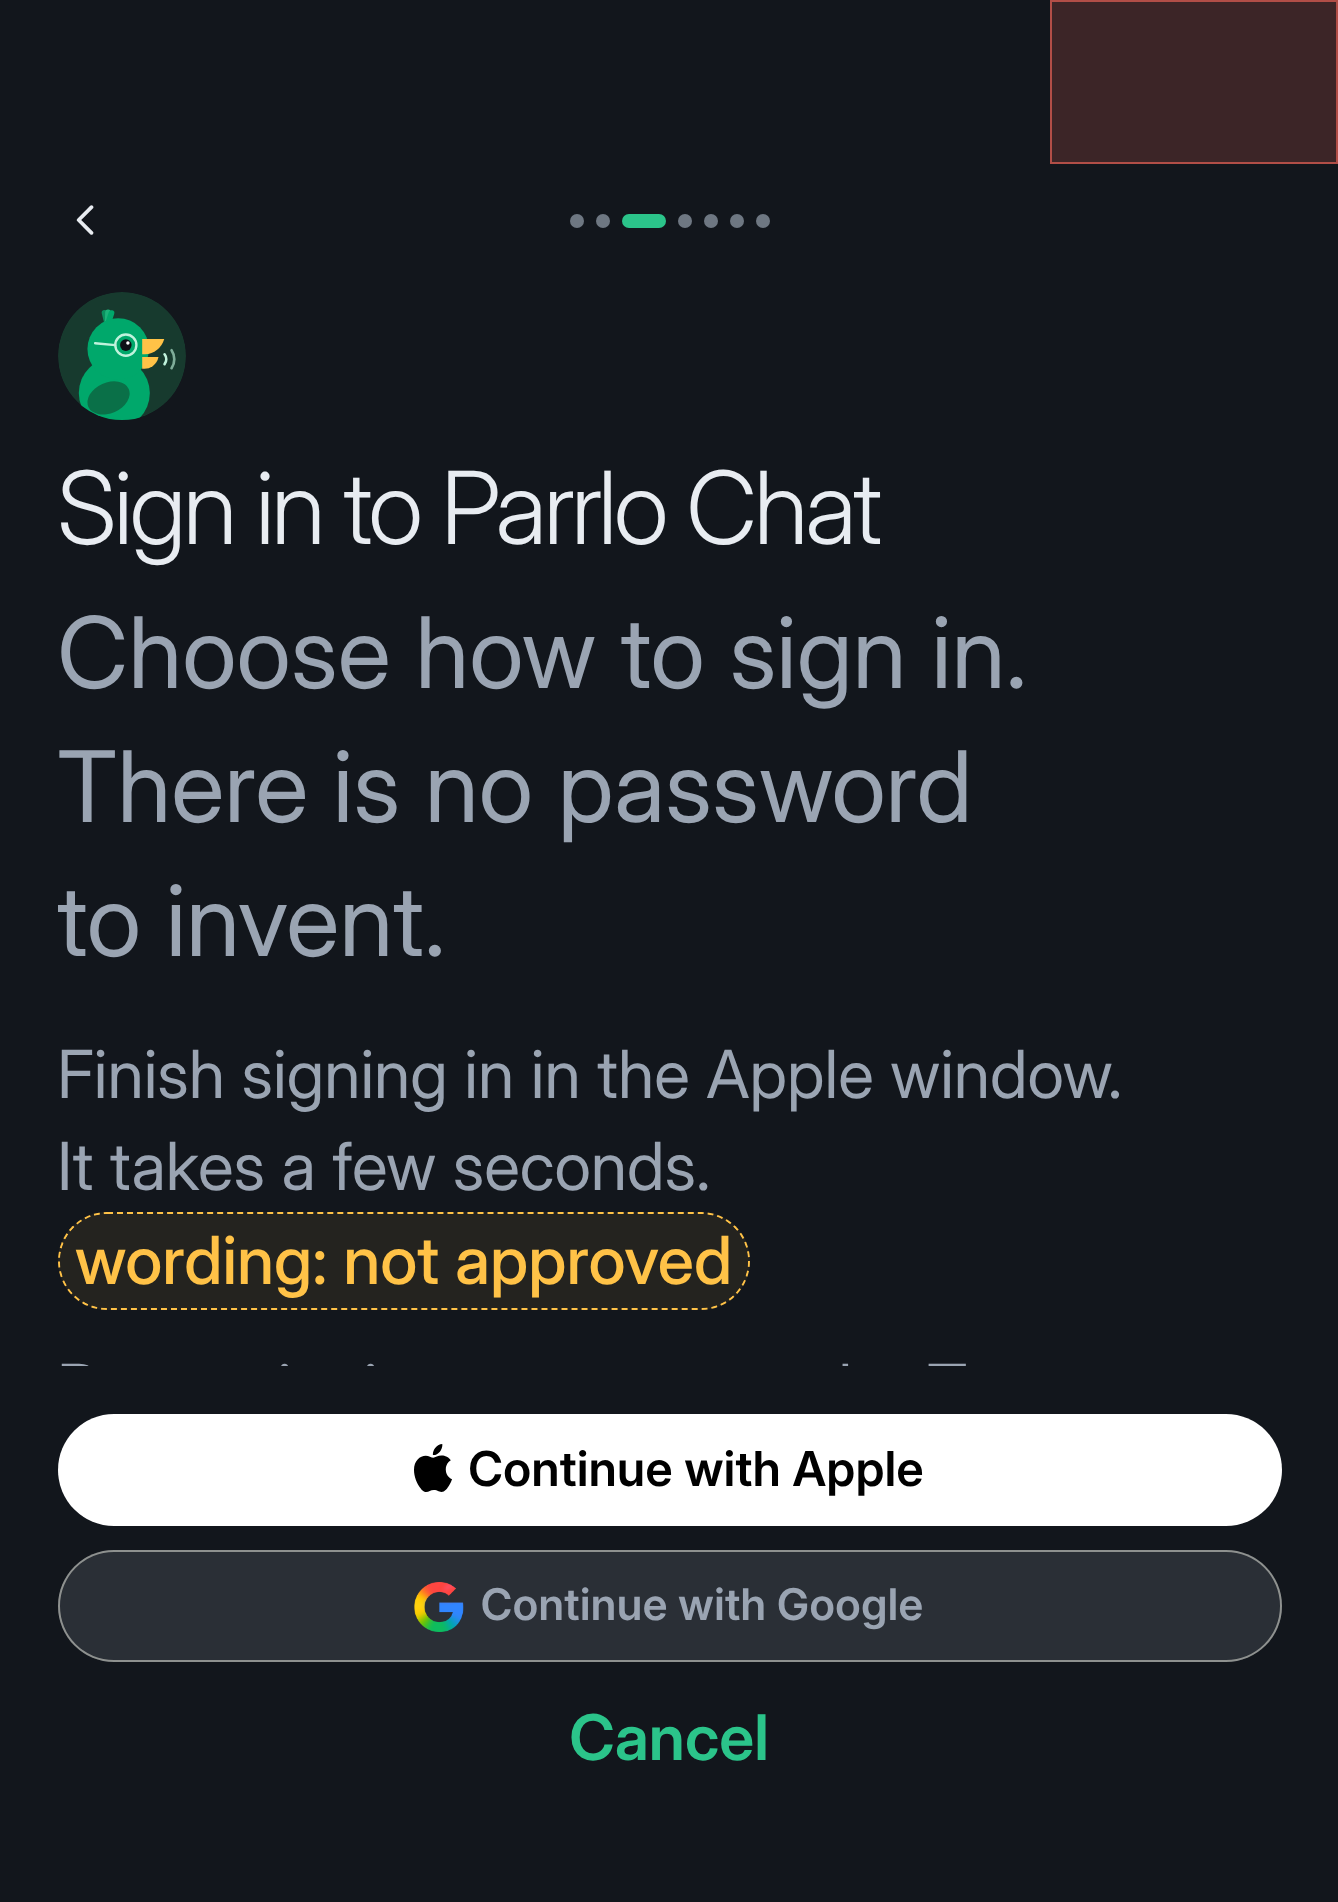 Sign in to Parrlo Chat
Choose how to sign in.
There is no password
to invent.
Finish signing in in the Apple window.
It takes a few seconds.
wording: not approved
Continue with Apple
Continue with Google
Cancel